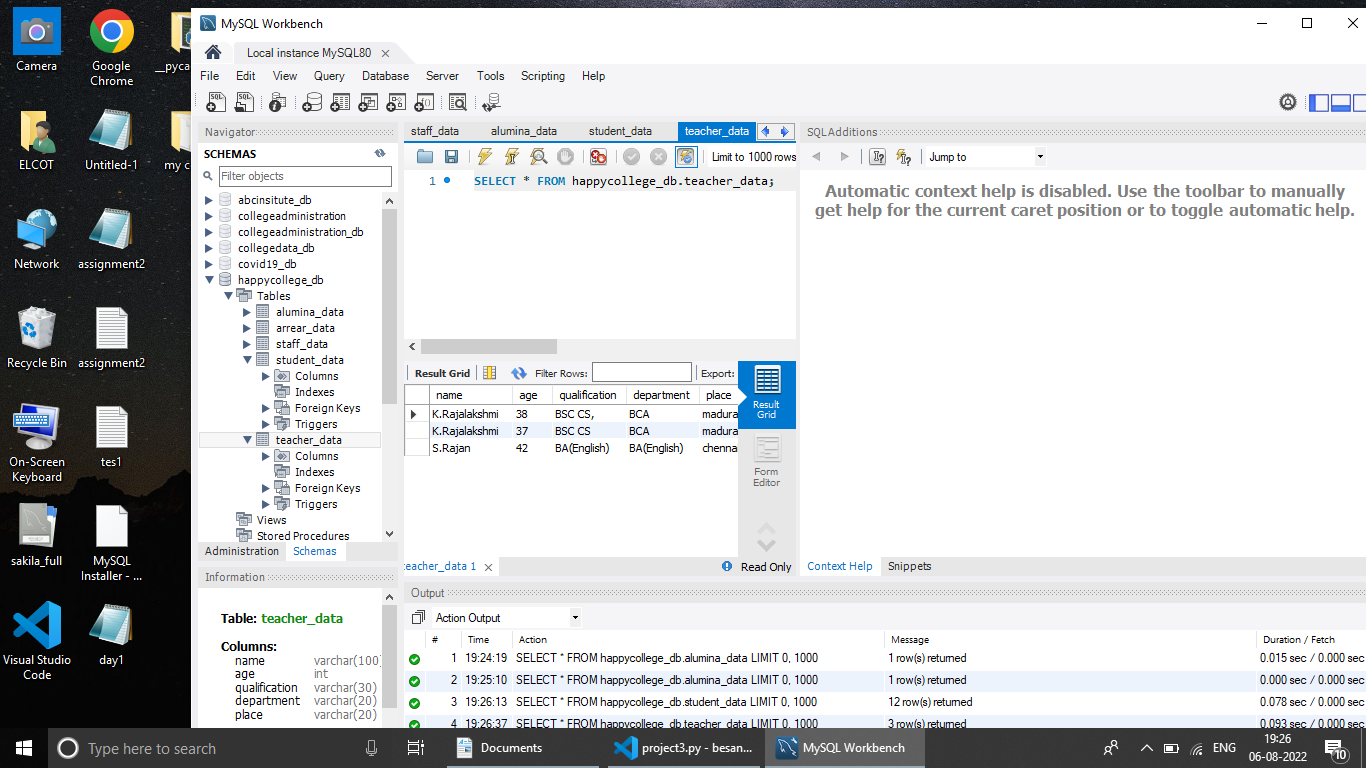 Camera
Google Chrome
__pyca
ELCOT
Untitled-1
my c
Network
assignment2
Recycle Bin
assignment2
On-Screen Keyboard
tes1
sakila_full
MySQL Installer - ...
Visual Studio Code
day1
MySQL Workbench
Local instance MySQL80
File Edit View Query Database Server Tools Scripting Help
Navigator
SCHEMAS
Filter objects
abcinsitute_db
collegeadministration
collegeadministration_db
collegedata_db
covid19_db
happycollege_db
Tables
alumina_data
arrear_data
staff_data
student_data
Columns
Indexes
Foreign Keys
Triggers
teacher_data
Columns
Indexes
Foreign Keys
Triggers
Views
Stored Procedures
Administration Schemas
Information
Table: teacher_data
Columns:
name varchar(100)
age int
qualification varchar(30)
department varchar(20)
place varchar(20)
staff_data alumina_data student_data teacher_data
Limit to 1000 rows
1 SELECT * FROM happycollege_db.teacher_data;
Result Grid Filter Rows: Export:
name age qualification department place
K.Rajalakshmi 38 BSC CS, BCA madura
K.Rajalakshmi 37 BSC CS BCA madura
S.Rajan 42 BA(English) BA(English) chenna
Result Grid
Form Editor
teacher_data 1
Read Only
SQLAdditions
Jump to
Automatic context help is disabled. Use the toolbar to manually
get help for the current caret position or to toggle automatic help.
Context Help Snippets
Output
Action Output
# Time Action Message Duration / Fetch
1 19:24:19 SELECT * FROM happycollege_db.alumina_data LIMIT 0, 1000 1 row(s) returned 0.015 sec / 0.000 sec
2 19:25:10 SELECT * FROM happycollege_db.alumina_data LIMIT 0, 1000 1 row(s) returned 0.000 sec / 0.000 sec
3 19:26:13 SELECT * FROM happycollege_db.student_data LIMIT 0, 1000 12 row(s) returned 0.078 sec / 0.000 sec
4 19:26:37 SELECT * FROM happycollege_db.teacher_data LIMIT 0, 1000 3 row(s) returned 0.093 sec / 0.000 sec
Type here to search
Documents
project3.py - besan...
MySQL Workbench
ENG
19:26
06-08-2022
10